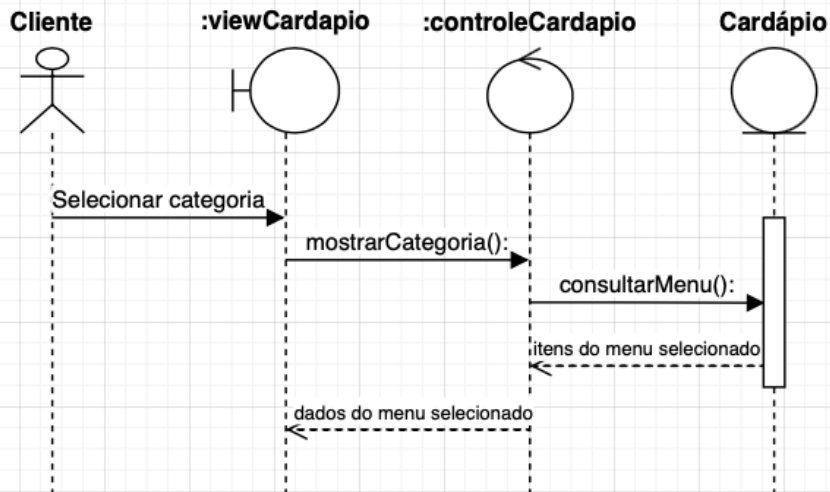 Cliente
:viewCardapio
:controleCardapio
Cardápio
Selecionar categoria
mostrarCategoria():
consultarMenu():
itens do menu selecionado
dados do menu selecionado